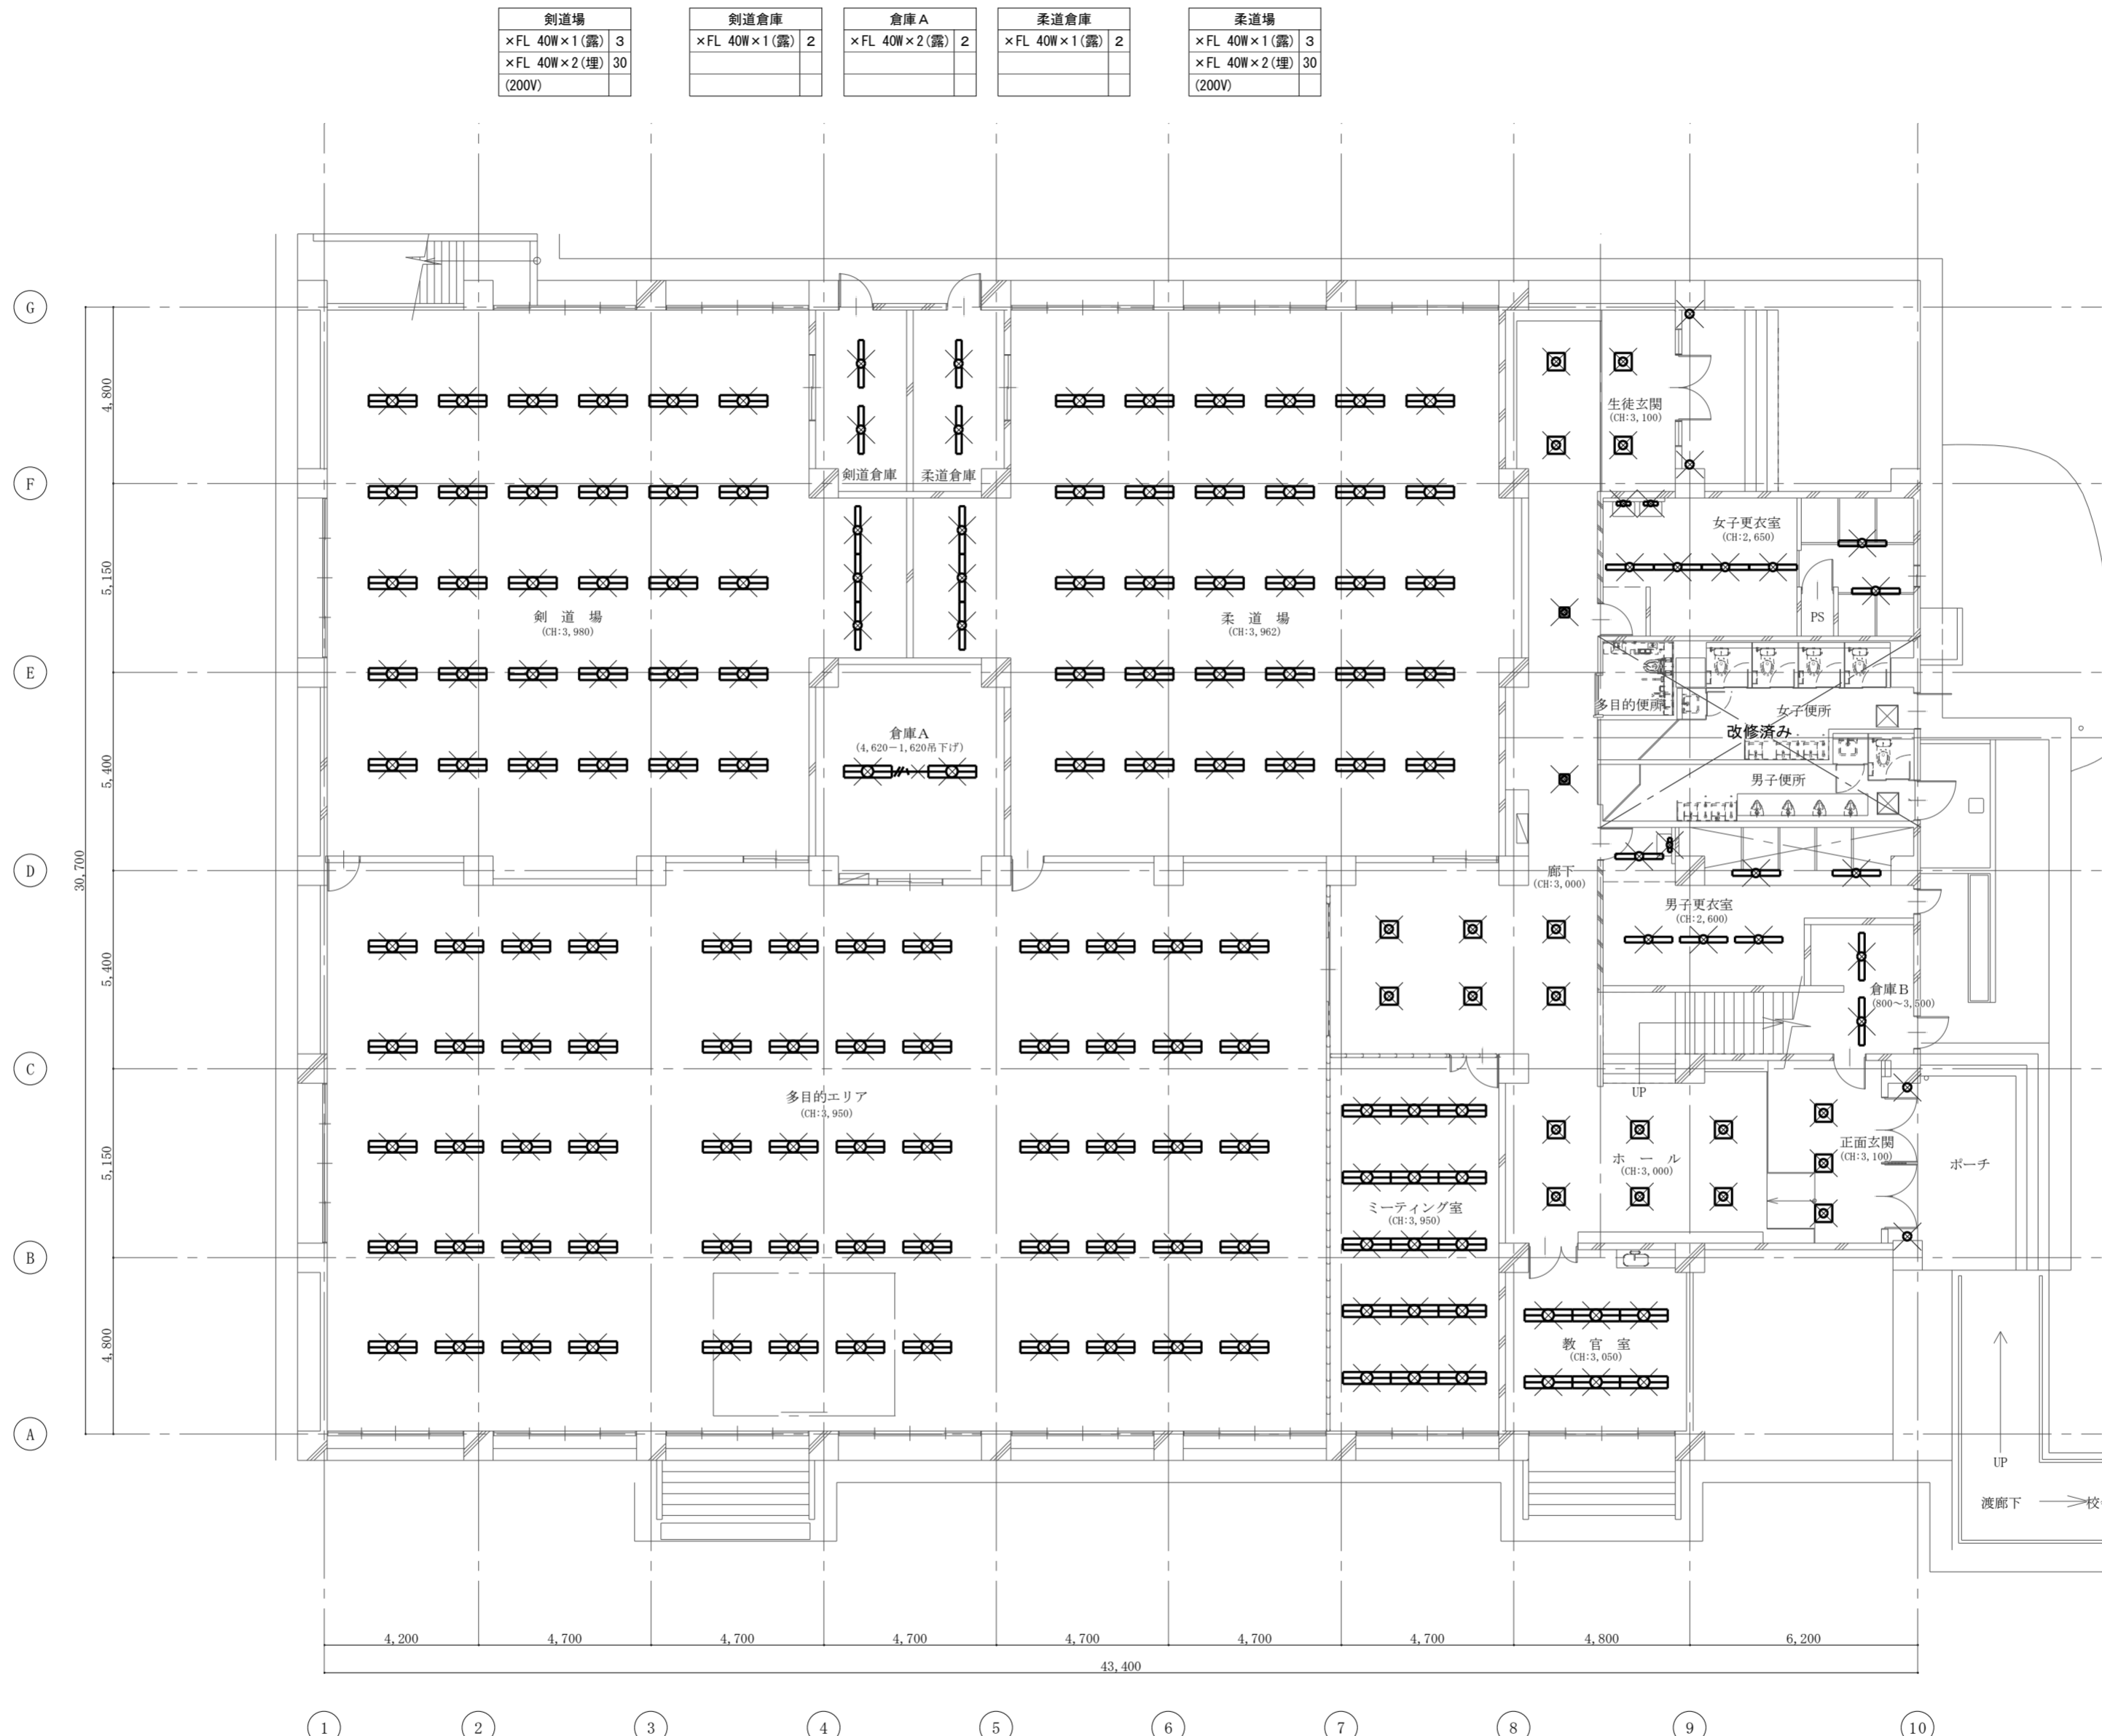 剣道場
×FL 40W×1(露) 3
×FL 40W×2(埋) 30
(200V)
剣道倉庫
×FL 40W×1(露) 2
倉庫A
×FL 40W×2(露) 2
柔道倉庫
×FL 40W×1(露) 2
柔道場
×FL 40W×1(露) 3
×FL 40W×2(埋) 30
(200V)
G
F
E
D
C
B
A
4,800
5,150
5,400
5,400
5,150
4,800
30,700
生徒玄関
(CH:3,100)
剣道倉庫
柔道倉庫
女子更衣室
(CH:2,650)
PS
剣 道 場
(CH:3,980)
柔 道 場
(CH:3,962)
多目的便所
女子便所
改修済み
男子便所
倉庫A
(4,620−1,620吊下げ)
廊下
(CH:3,000)
男子更衣室
(CH:2,600)
倉庫B
(800〜3,500)
UP
多目的エリア
(CH:3,950)
正面玄関
(CH:3,100)
ポーチ
ホ ー ル
(CH:3,000)
ミーティング室
(CH:3,950)
教 官 室
(CH:3,050)
UP
渡廊下
校
4,200
4,700
4,700
4,700
4,700
4,700
4,700
4,800
6,200
43,400
1
2
3
4
5
6
7
8
9
10